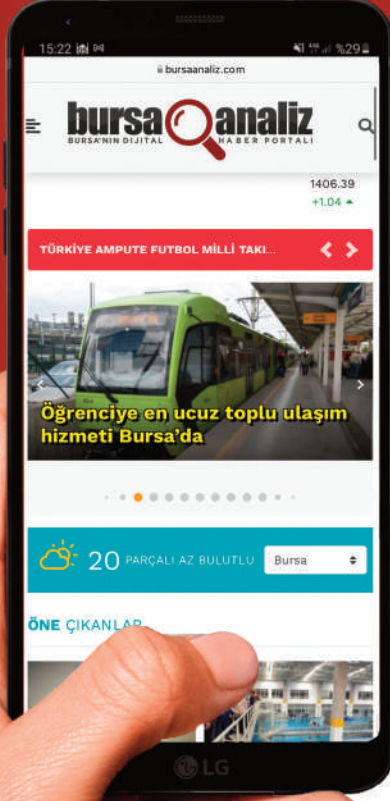 15:22 %29
bursaanaliz.com
bursa analiz
BURSA'NIN DİJİTAL HABER PORTALI
1406.39
+1.04
TÜRKİYE AMPUTE FUTBOL MİLLİ TAKI...
Öğrenciye en ucuz toplu ulaşım
hizmeti Bursa'da
20 PARÇALI AZ BULUTLU Bursa
ÖNE ÇIKANLAR
LG